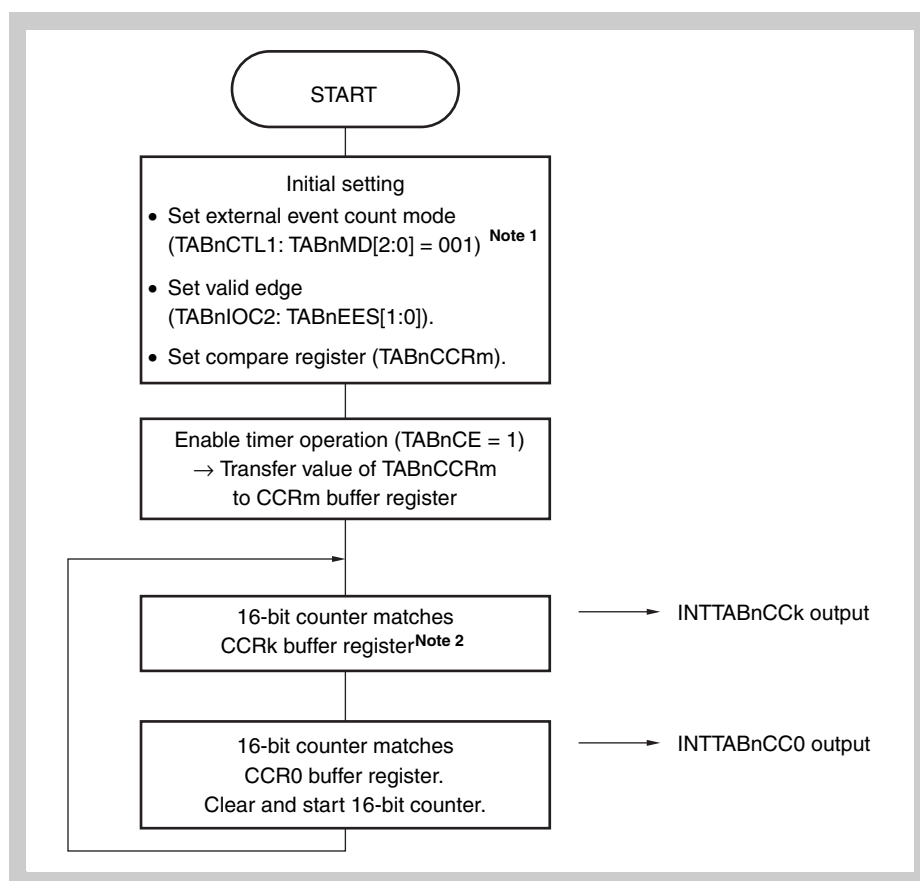 START
Initial setting
• Set external event count mode
(TABnCTL1: TABnMD[2:0] = 001) Note 1
• Set valid edge
(TABnIOC2: TABnEES[1:0]).
• Set compare register (TABnCCRm).
Enable timer operation (TABnCE = 1)
→ Transfer value of TABnCCRm
to CCRm buffer register
16-bit counter matches
CCRk buffer registerNote 2
INTTABnCCk output
16-bit counter matches
CCR0 buffer register.
Clear and start 16-bit counter.
INTTABnCC0 output